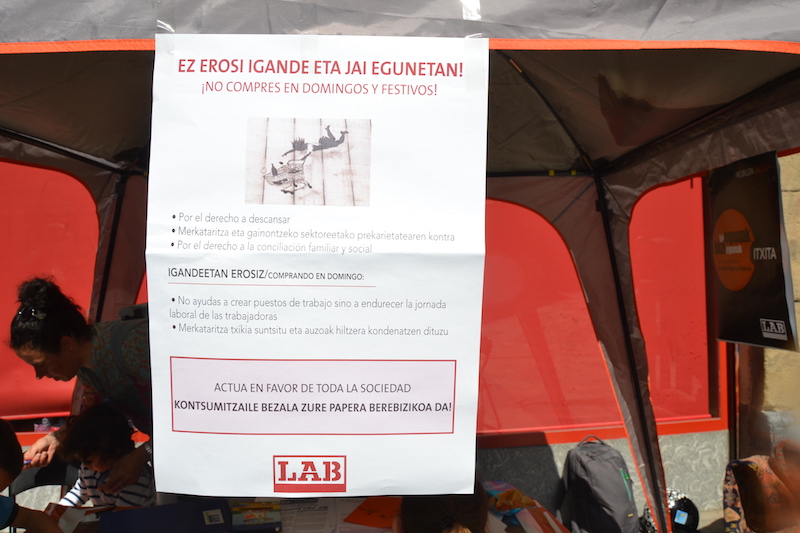 EZ EROSI IGANDE ETA JAI EGUNETAN!
¡NO COMPRES EN DOMINGOS Y FESTIVOS!
• Por el derecho a descansar
• Merkataritza eta gainontzeko sektoreetako prekarietatearen kontra
• Por el derecho a la conciliación familiar y social
IGANDEETAN EROSIZ/COMPRANDO EN DOMINGO:
• No ayudas a crear puestos de trabajo sino a endurecer la jornada
laboral de las trabajadoras
• Merkataritza txikia suntsitu eta auzoak hiltzera kondenatzen dituzu
ACTUA EN FAVOR DE TODA LA SOCIEDAD
KONTSUMITZAILE BEZALA ZURE PAPERA BEREBIZIKOA DA!
LAB
ITXITA
LAB